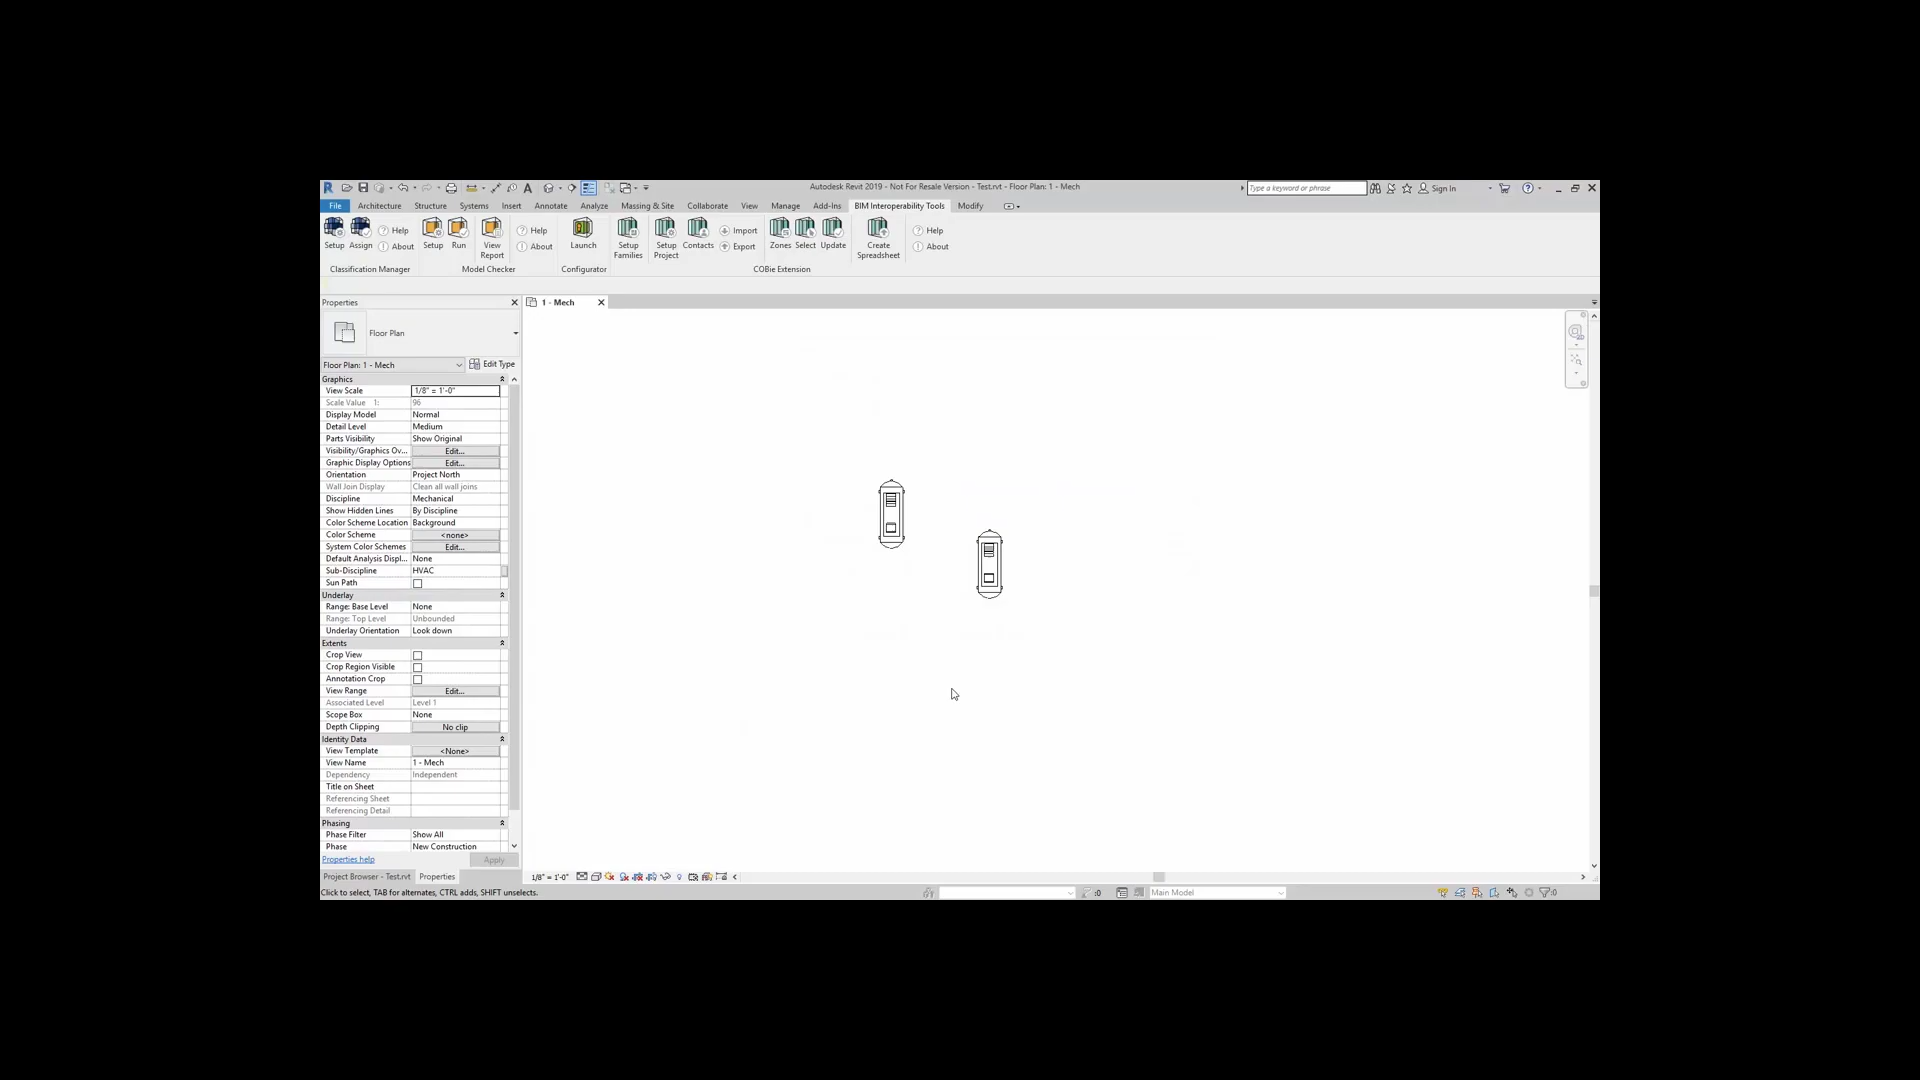 Autodesk Revit 2019 - Not For Resale Version - Test.rvt - Floor Plan: 1 - Mech
Type a keyword or phrase
Sign In
File Architecture Structure Systems Insert Annotate Analyze Massing & Site Collaborate View Manage Add-Ins BIM Interoperability Tools Modify
Setup Assign Help About
Classification Manager
Setup Run View Report Help About
Model Checker
Launch
Configurator
Setup Families Setup Project Contacts Import Export Zones Select Update Create Spreadsheet Help About
COBie Extension
Properties
1 - Mech
Floor Plan
Floor Plan: 1 - Mech Edit Type
Graphics
View Scale 1/8" = 1'-0"
Scale Value 1: 96
Display Model Normal
Detail Level Medium
Parts Visibility Show Original
Visibility/Graphics Ov... Edit...
Graphic Display Options Edit...
Orientation Project North
Wall Join Display Clean all wall joins
Discipline Mechanical
Show Hidden Lines By Discipline
Color Scheme Location Background
Color Scheme <none>
System Color Schemes Edit...
Default Analysis Displ... None
Sub-Discipline HVAC
Sun Path
Underlay
Range: Base Level None
Range: Top Level Unbounded
Underlay Orientation Look down
Extents
Crop View
Crop Region Visible
Annotation Crop
View Range Edit...
Associated Level Level 1
Scope Box None
Depth Clipping No clip
Identity Data
View Template <None>
View Name 1 - Mech
Dependency Independent
Title on Sheet
Referencing Sheet
Referencing Detail
Phasing
Phase Filter Show All
Phase New Construction
Properties help Apply
Project Browser - Test.rvt Properties
1/8" = 1'-0"
Click to select, TAB for alternates, CTRL adds, SHIFT unselects.
:0
Main Model
:0